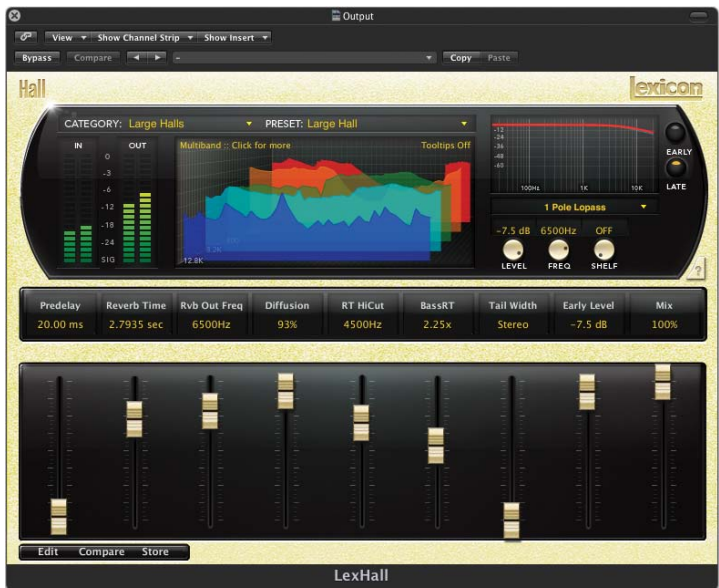 Output
View Show Channel Strip Show Insert
Bypass Compare - Copy Paste
Hall
lexicon
CATEGORY: Large Halls PRESET: Large Hall
IN OUT
0
-3
-6
-12
-18
-24
SIG
Multiband :: Click for more Tooltips Off
-12.8K
-12
-24
-36
-48
-60
100Hz 1K 10K
EARLY
LATE
1 Pole Lopass
-7.5 dB 6500Hz OFF
LEVEL FREQ SHELF
?
Predelay Reverb Time Rvb Out Freq Diffusion RT HiCut BassRT Tail Width Early Level Mix
20.00 ms 2.7935 sec 6500Hz 93% 4500Hz 2.25x Stereo -7.5 dB 100%
Edit Compare Store
LexHall